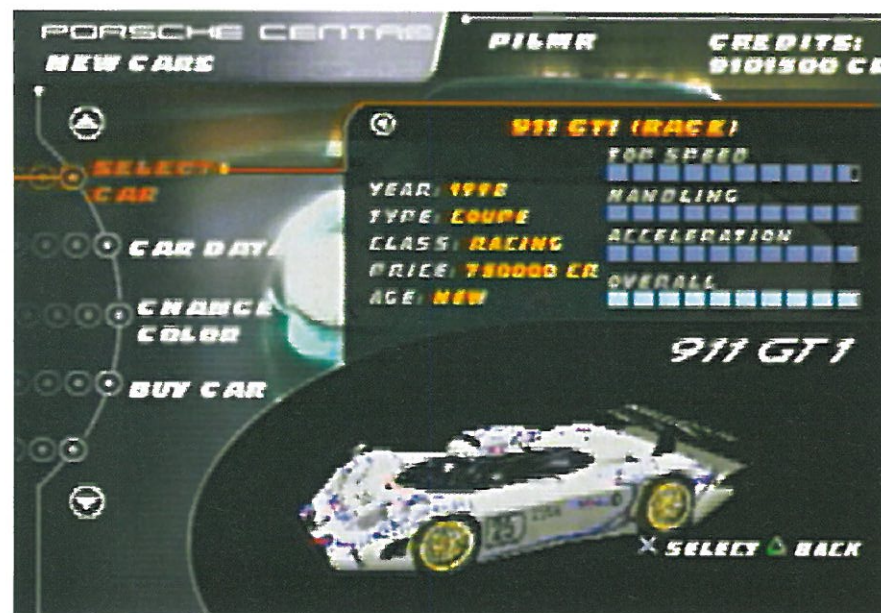 PORSCHE CENTRE
NEW CARS
PILMR
CREDITS:
9101500 CR
SELECT
CAR
CAR DATA
CHANGE
COLOR
BUY CAR
911 GT1 (RACE)
YEAR: 1998
TYPE: COUPE
CLASS: RACING
PRICE: 780000 CR
AGE: NEW
TOP SPEED
HANDLING
ACCELERATION
OVERALL
911 GT1
X SELECT △ BACK